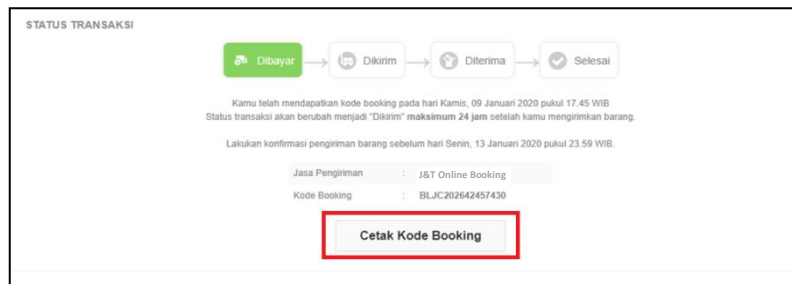 STATUS TRANSAKSI
Dibayar Dikirim Diterima Selesai
Kamu telah mendapatkan kode booking pada hari Kamis, 09 Januari 2020 pukul 17.45 WIB
Status transaksi akan berubah menjadi "Dikirim" maksimum 24 jam setelah kamu mengirimkan barang.
Lakukan konfirmasi pengiriman barang sebelum hari Senin, 13 Januari 2020 pukul 23.59 WIB.
Jasa Pengiriman : J&T Online Booking
Kode Booking : BLJC202642457430
Cetak Kode Booking